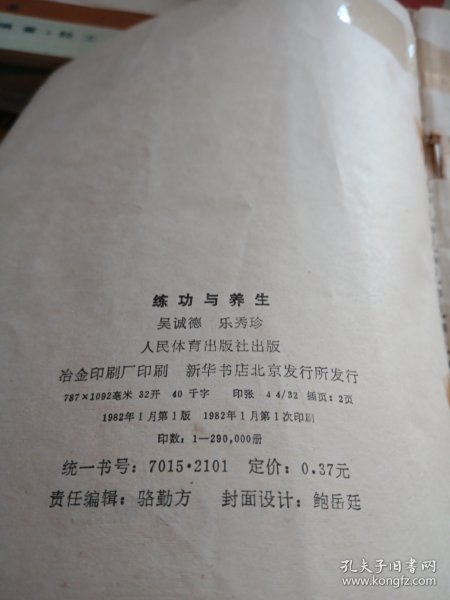 练功与养生
吴诚德 乐秀珍
人民体育出版社出版
冶金印刷厂印刷 新华书店北京发行所发行
787×1092毫米 32开 40千字 印张 4 4/32 插页：2页
1982年1月第1版 1982年1月第1次印刷
印数：1—290,000册
统一书号：7015·2101 定价：0.37元
责任编辑：骆勤方 封面设计：鲍岳廷
孔夫子旧书网
www.kongfz.com